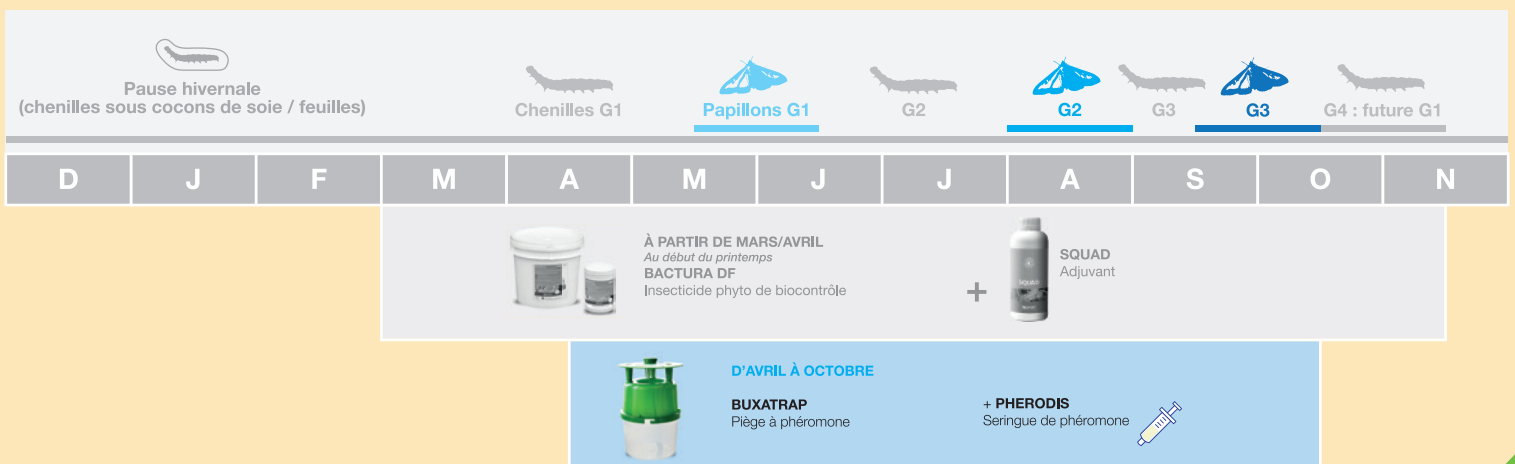 Pause hivernale
(chenilles sous cocons de soie / feuilles)
Chenilles G1
Papillons G1
G2
G2
G3
G3
G4 : future G1
D J F M A M J J A S O N
À PARTIR DE MARS/AVRIL
Au début du printemps
BACTURA DF
Insecticide phyto de biocontrôle
+
SQUAD
SQUAD
Adjuvant
D'AVRIL À OCTOBRE
BUXATRAP
Piège à phéromone
+ PHERODIS
Seringue de phéromone